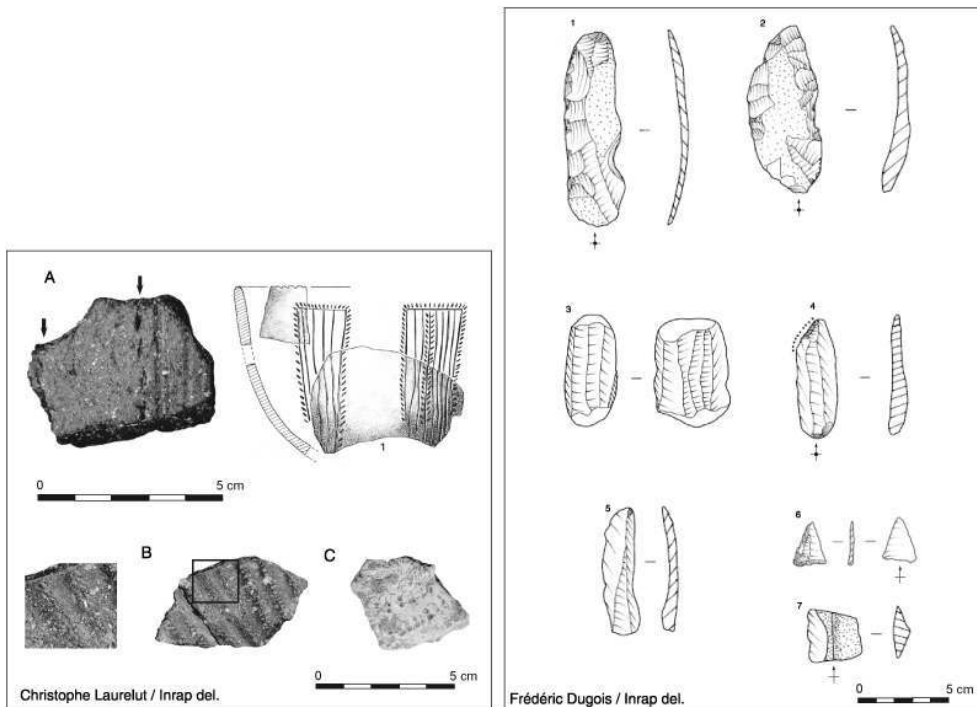 A
1
0 5 cm
B
C
0 5 cm
Christophe Laurelut / Inrap del.
1
2
3
4
5
6
7
0 5 cm
Frédéric Dugois / Inrap del.